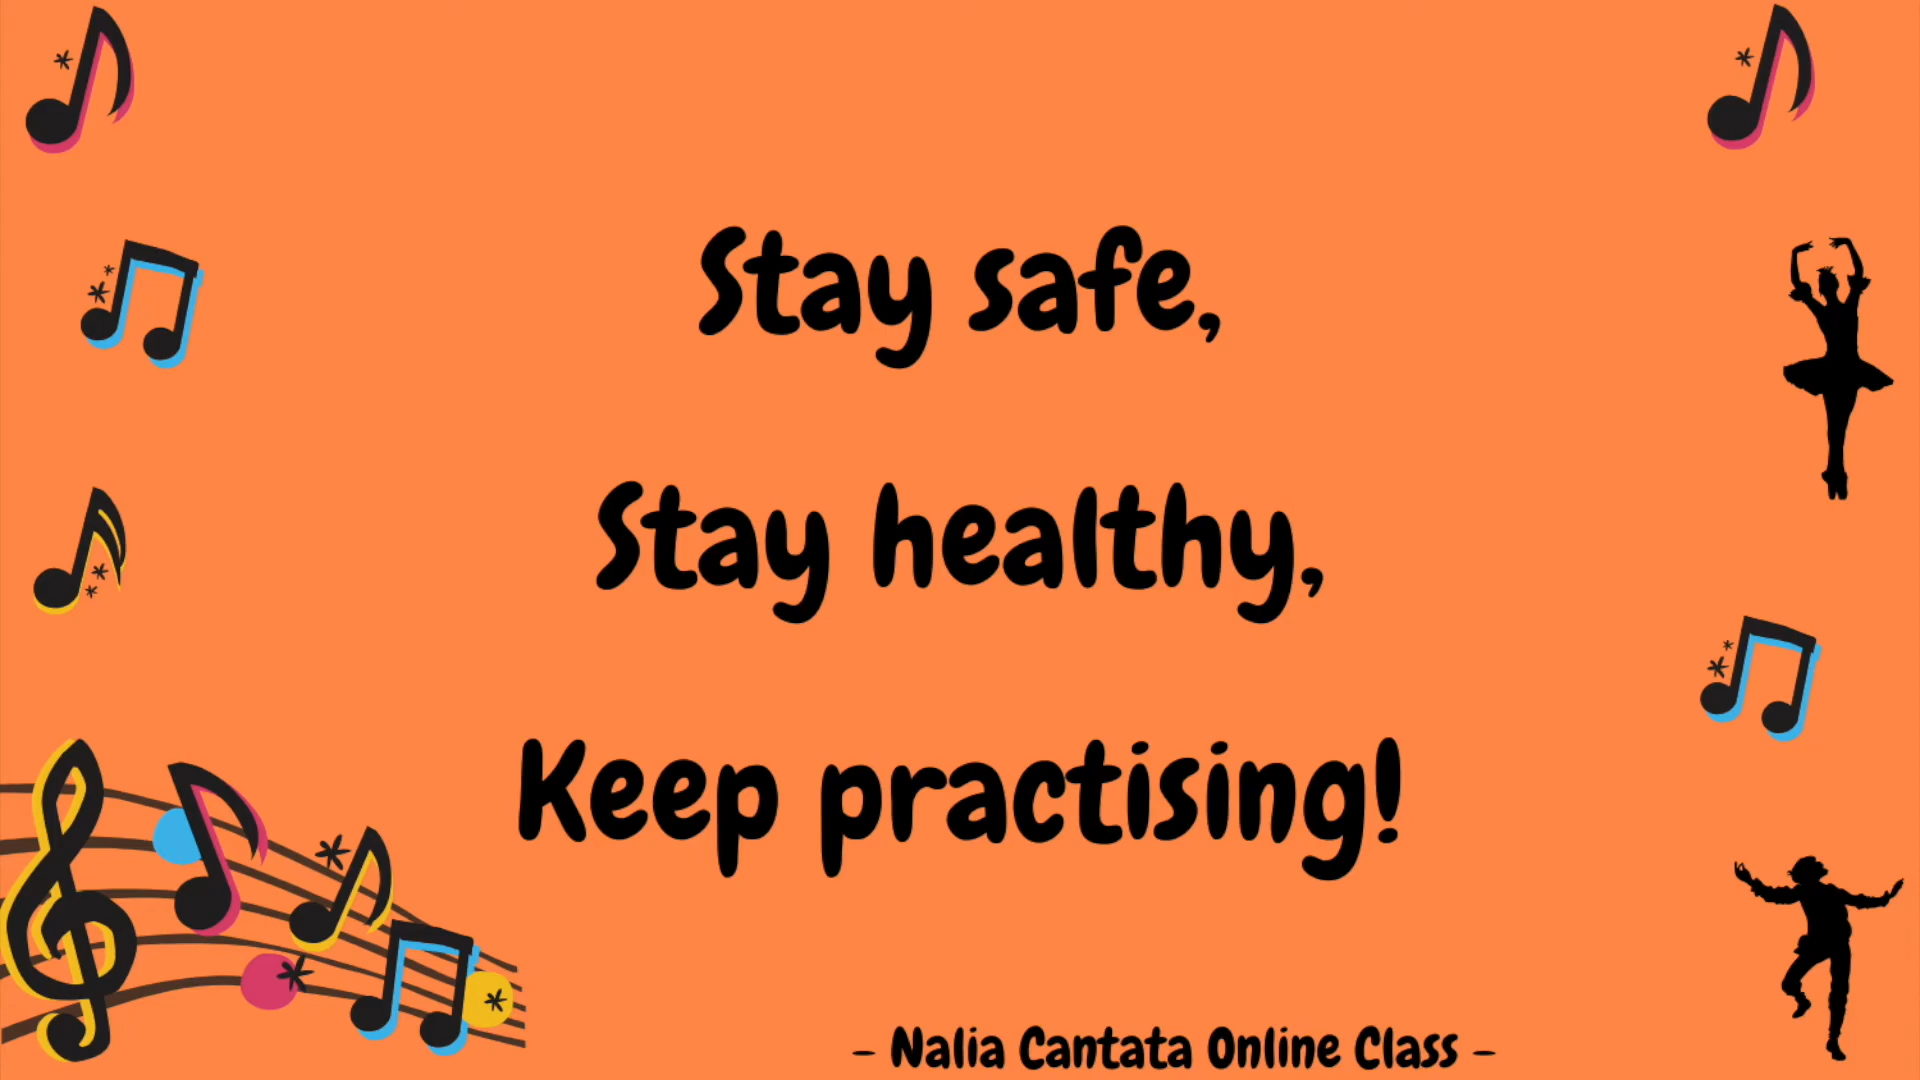 Stay safe,
Stay healthy,
Keep practising!
- Nalia Cantata Online Class -